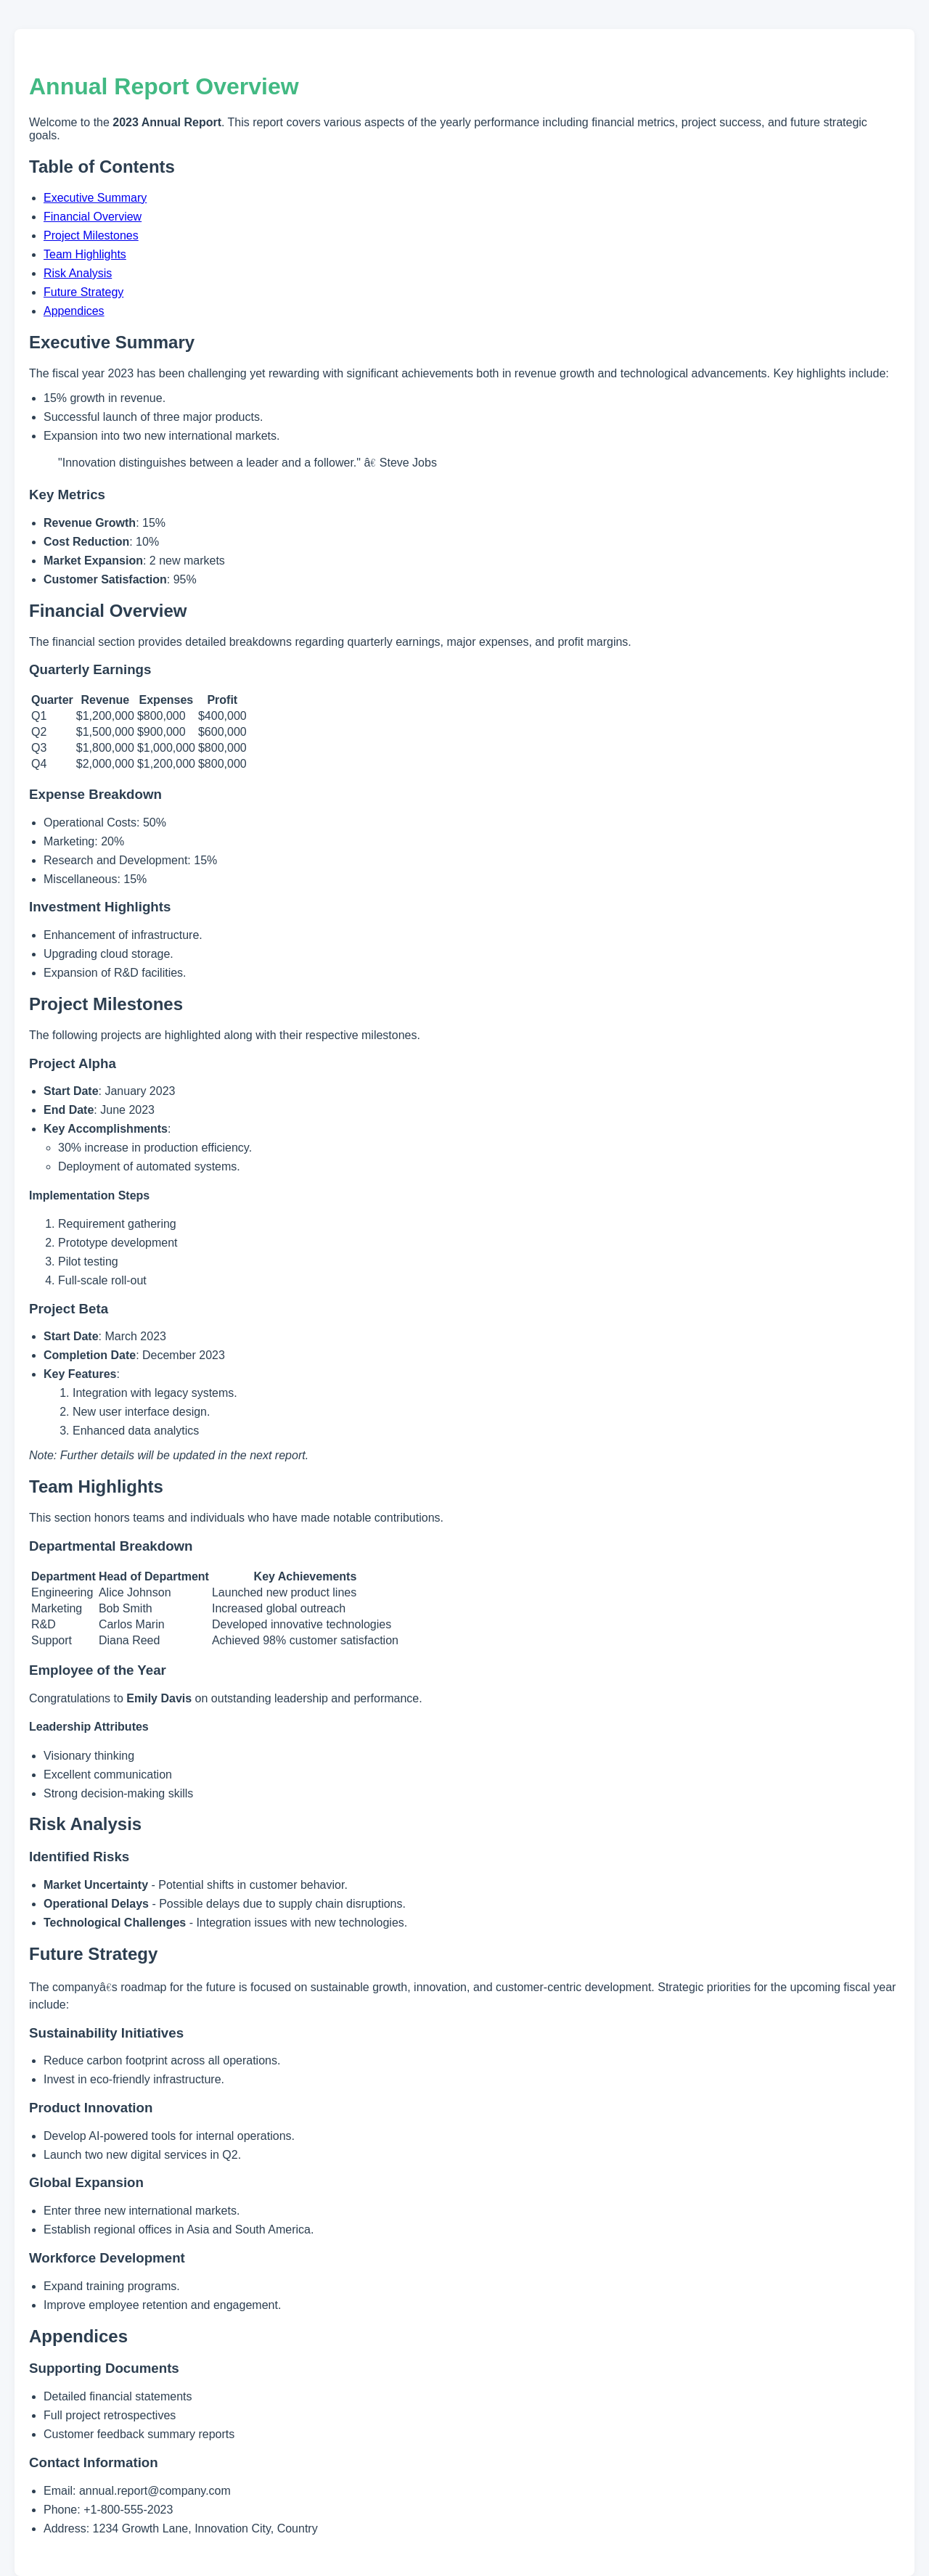 Annual Report Overview
Welcome to the 2023 Annual Report. This report covers various aspects of the yearly performance including financial metrics, project success, and future strategic
goals.
Table of Contents
Executive Summary
Financial Overview
Project Milestones
Team Highlights
Risk Analysis
Future Strategy
Appendices
Executive Summary
The fiscal year 2023 has been challenging yet rewarding with significant achievements both in revenue growth and technological advancements. Key highlights include:
15% growth in revenue.
Successful launch of three major products.
Expansion into two new international markets.
"Innovation distinguishes between a leader and a follower." â€ Steve Jobs
Key Metrics
Revenue Growth: 15%
Cost Reduction: 10%
Market Expansion: 2 new markets
Customer Satisfaction: 95%
Financial Overview
The financial section provides detailed breakdowns regarding quarterly earnings, major expenses, and profit margins.
Quarterly Earnings
Quarter Revenue Expenses Profit
Q1 $1,200,000 $800,000 $400,000
Q2 $1,500,000 $900,000 $600,000
Q3 $1,800,000 $1,000,000 $800,000
Q4 $2,000,000 $1,200,000 $800,000
Expense Breakdown
Operational Costs: 50%
Marketing: 20%
Research and Development: 15%
Miscellaneous: 15%
Investment Highlights
Enhancement of infrastructure.
Upgrading cloud storage.
Expansion of R&D facilities.
Project Milestones
The following projects are highlighted along with their respective milestones.
Project Alpha
Start Date: January 2023
End Date: June 2023
Key Accomplishments:
30% increase in production efficiency.
Deployment of automated systems.
Implementation Steps
1. Requirement gathering
2. Prototype development
3. Pilot testing
4. Full-scale roll-out
Project Beta
Start Date: March 2023
Completion Date: December 2023
Key Features:
1. Integration with legacy systems.
2. New user interface design.
3. Enhanced data analytics
Note: Further details will be updated in the next report.
Team Highlights
This section honors teams and individuals who have made notable contributions.
Departmental Breakdown
Department Head of Department Key Achievements
Engineering Alice Johnson Launched new product lines
Marketing Bob Smith Increased global outreach
R&D Carlos Marin Developed innovative technologies
Support Diana Reed Achieved 98% customer satisfaction
Employee of the Year
Congratulations to Emily Davis on outstanding leadership and performance.
Leadership Attributes
Visionary thinking
Excellent communication
Strong decision-making skills
Risk Analysis
Identified Risks
Market Uncertainty - Potential shifts in customer behavior.
Operational Delays - Possible delays due to supply chain disruptions.
Technological Challenges - Integration issues with new technologies.
Future Strategy
The companyâ€s roadmap for the future is focused on sustainable growth, innovation, and customer-centric development. Strategic priorities for the upcoming fiscal year
include:
Sustainability Initiatives
Reduce carbon footprint across all operations.
Invest in eco-friendly infrastructure.
Product Innovation
Develop AI-powered tools for internal operations.
Launch two new digital services in Q2.
Global Expansion
Enter three new international markets.
Establish regional offices in Asia and South America.
Workforce Development
Expand training programs.
Improve employee retention and engagement.
Appendices
Supporting Documents
Detailed financial statements
Full project retrospectives
Customer feedback summary reports
Contact Information
Email: annual.report@company.com
Phone: +1-800-555-2023
Address: 1234 Growth Lane, Innovation City, Country